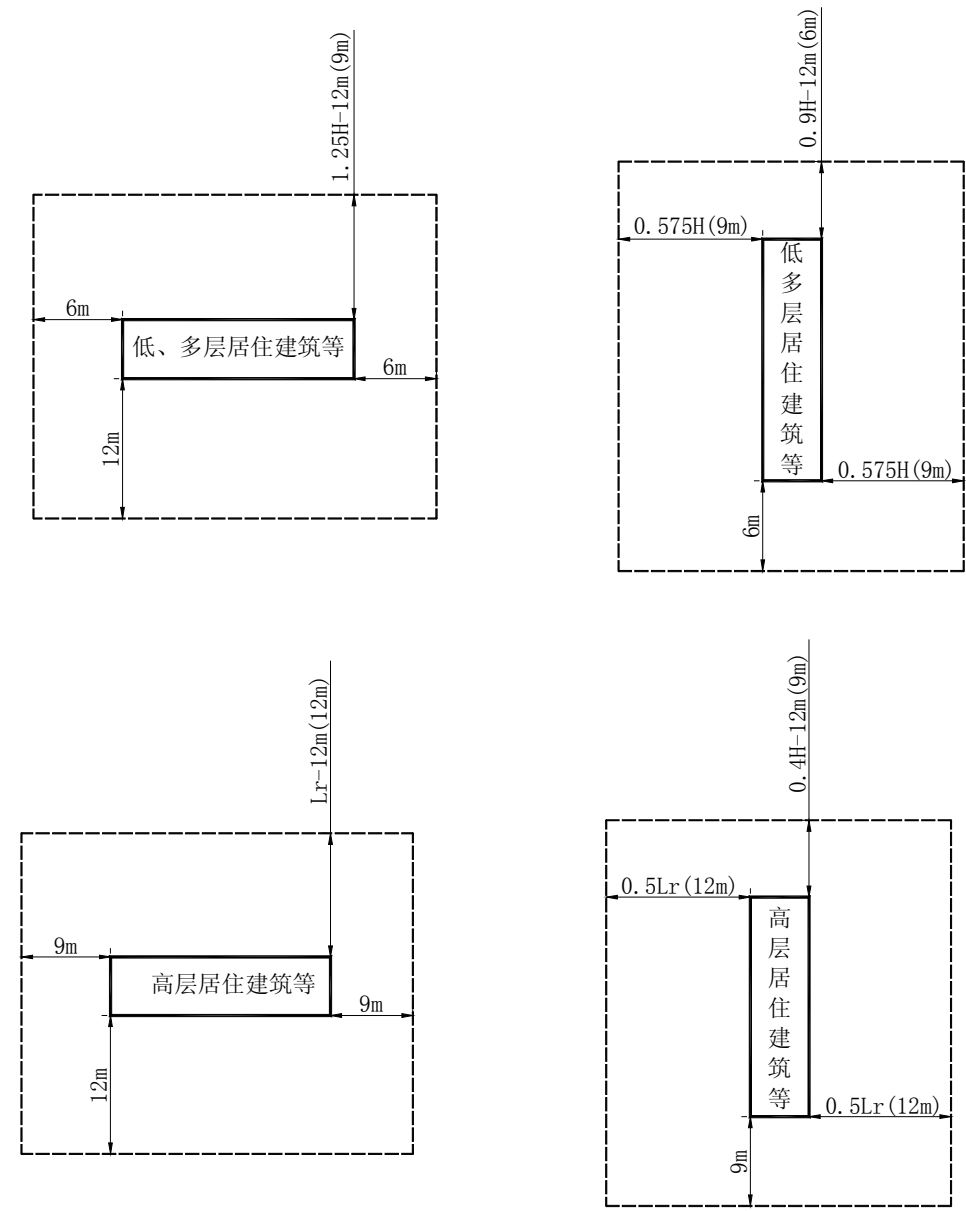 1.25H-12m(9m)
6m
低、多层居住建筑等
6m
12m
0.9H-12m(6m)
0.575H(9m)
低多层居住建筑等
0.575H(9m)
6m
Lr-12m(12m)
9m
高层居住建筑等
9m
12m
0.4H-12m(9m)
0.5Lr(12m)
高层居住建筑等
0.5Lr(12m)
9m